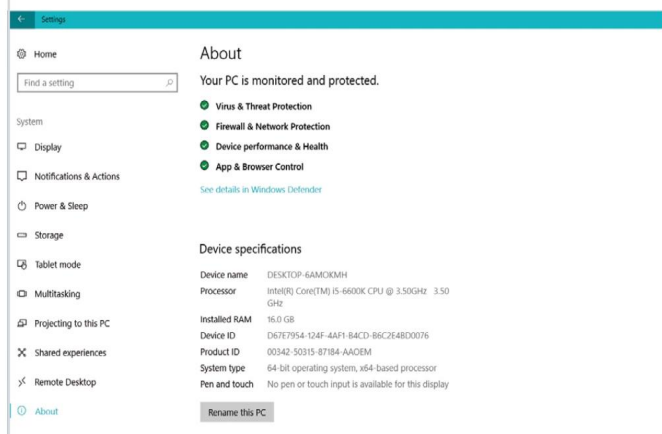 Settings
Home
Find a setting
System
Display
Notifications & Actions
Power & Sleep
Storage
Tablet mode
Multitasking
Projecting to this PC
Shared experiences
Remote Desktop
About
About
Your PC is monitored and protected.
Virus & Threat Protection
Firewall & Network Protection
Device performance & Health
App & Browser Control
See details in Windows Defender
Device specifications
Device name DESKTOP-6AMOKMH
Processor Intel(R) Core(TM) i5-6600K CPU @ 3.50GHz 3.50
GHz
Installed RAM 16.0 GB
Device ID D67E7954-124F-4AF1-B4CD-B6C2E4BD0076
Product ID 00342-50315-87184-AAOEM
System type 64-bit operating system, x64-based processor
Pen and touch No pen or touch input is available for this display
Rename this PC